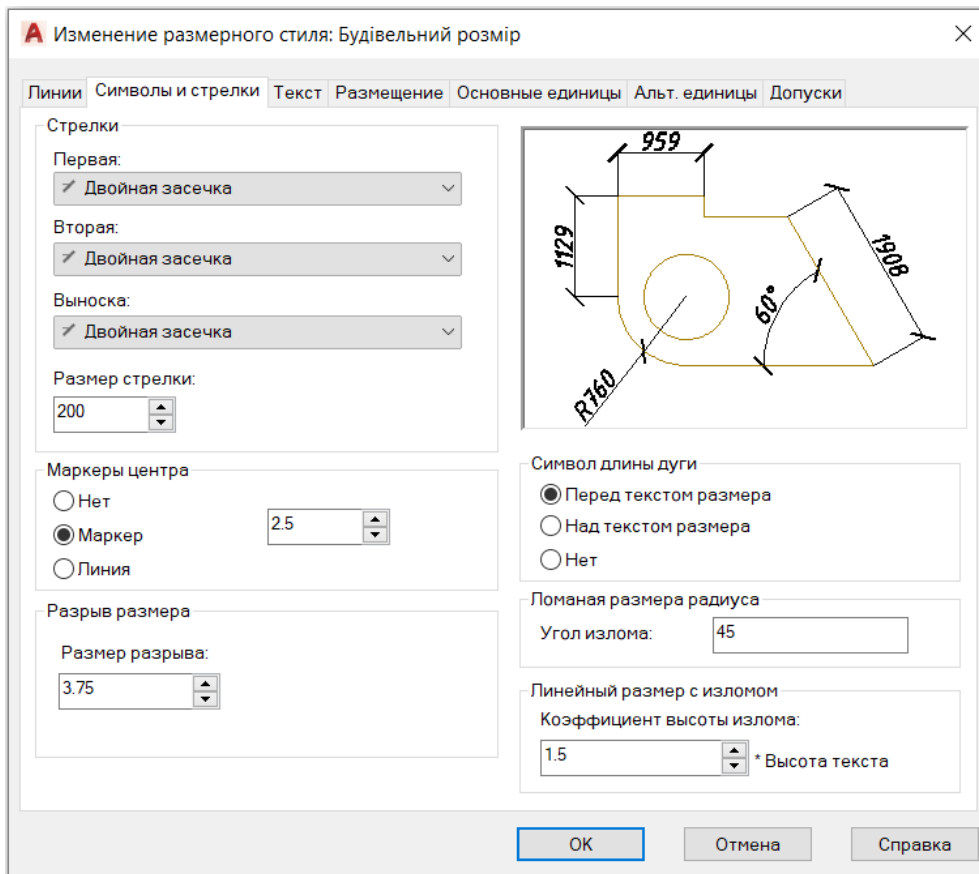 Изменение размерного стиля: Будівельний розмір
Линии Символы и стрелки Текст Размещение Основные единицы Альт. единицы Допуски
Стрелки
Первая:
Двойная засечка
Вторая:
Двойная засечка
Выноска:
Двойная засечка
Размер стрелки:
200
959
1129
1908
60°
R760
Маркеры центра
Нет
Маркер
2.5
Линия
Символ длины дуги
Перед текстом размера
Над текстом размера
Нет
Разрыв размера
Размер разрыва:
3.75
Ломаная размера радиуса
Угол излома: 45
Линейный размер с изломом
Коэффициент высоты излома:
1.5 * Высота текста
OK Отмена Справка